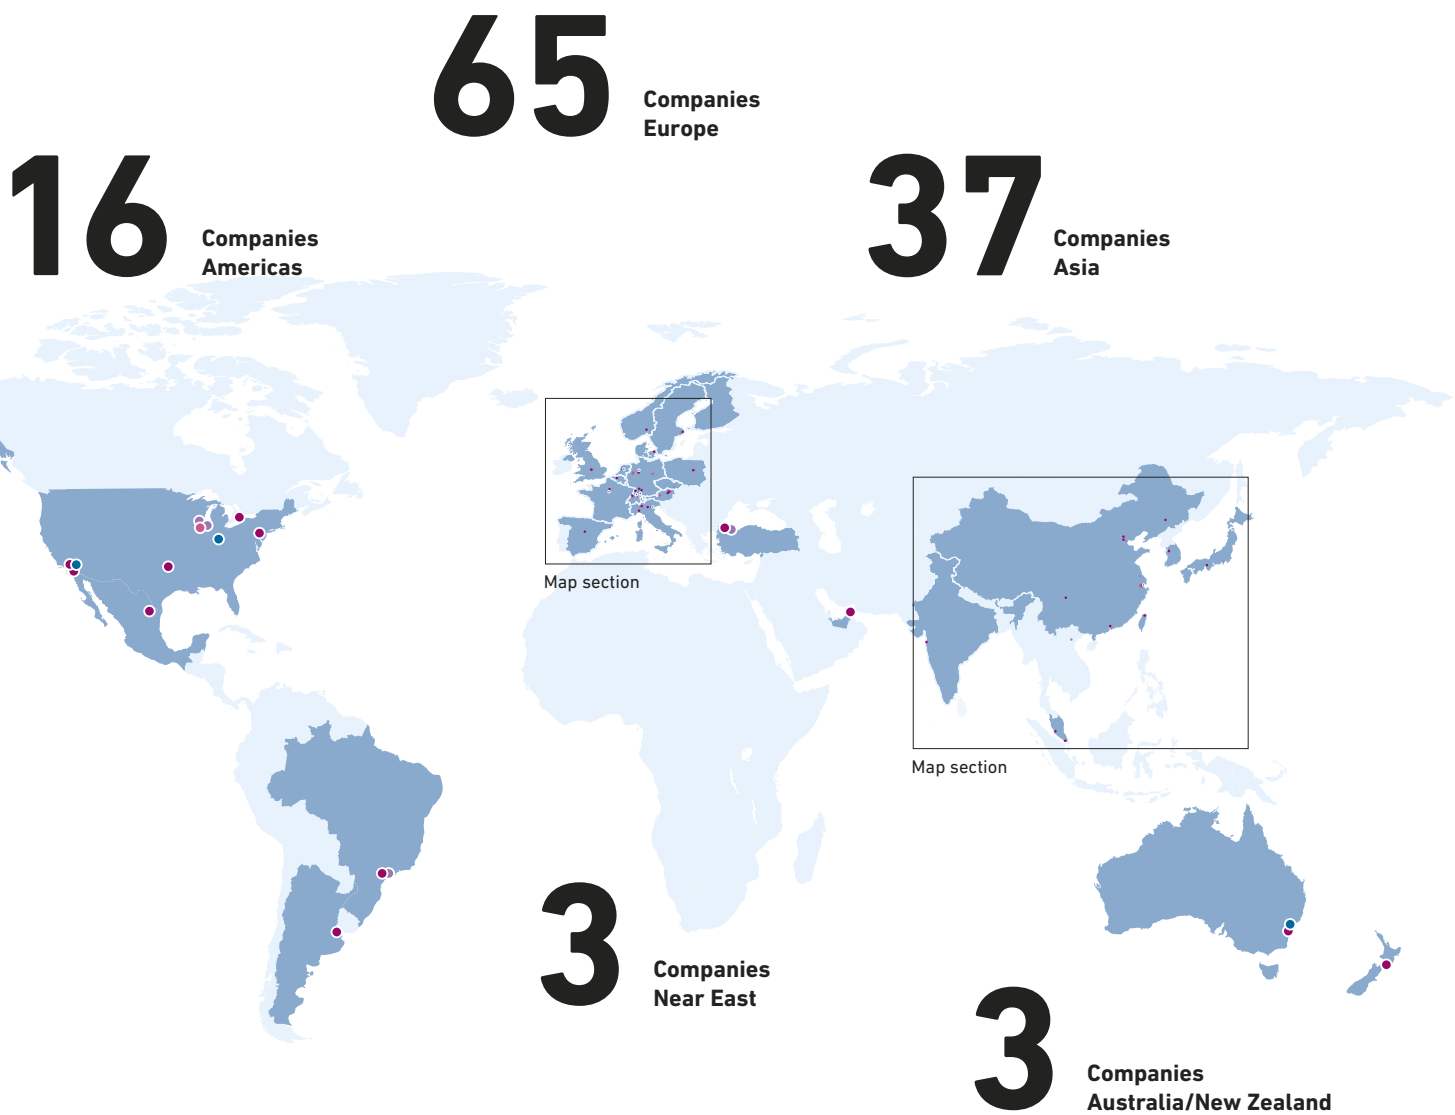 65
Companies
Europe
16
Companies
Americas
37
Companies
Asia
Map section
Map section
3
Companies
Near East
3
Companies
Australia/New Zealand